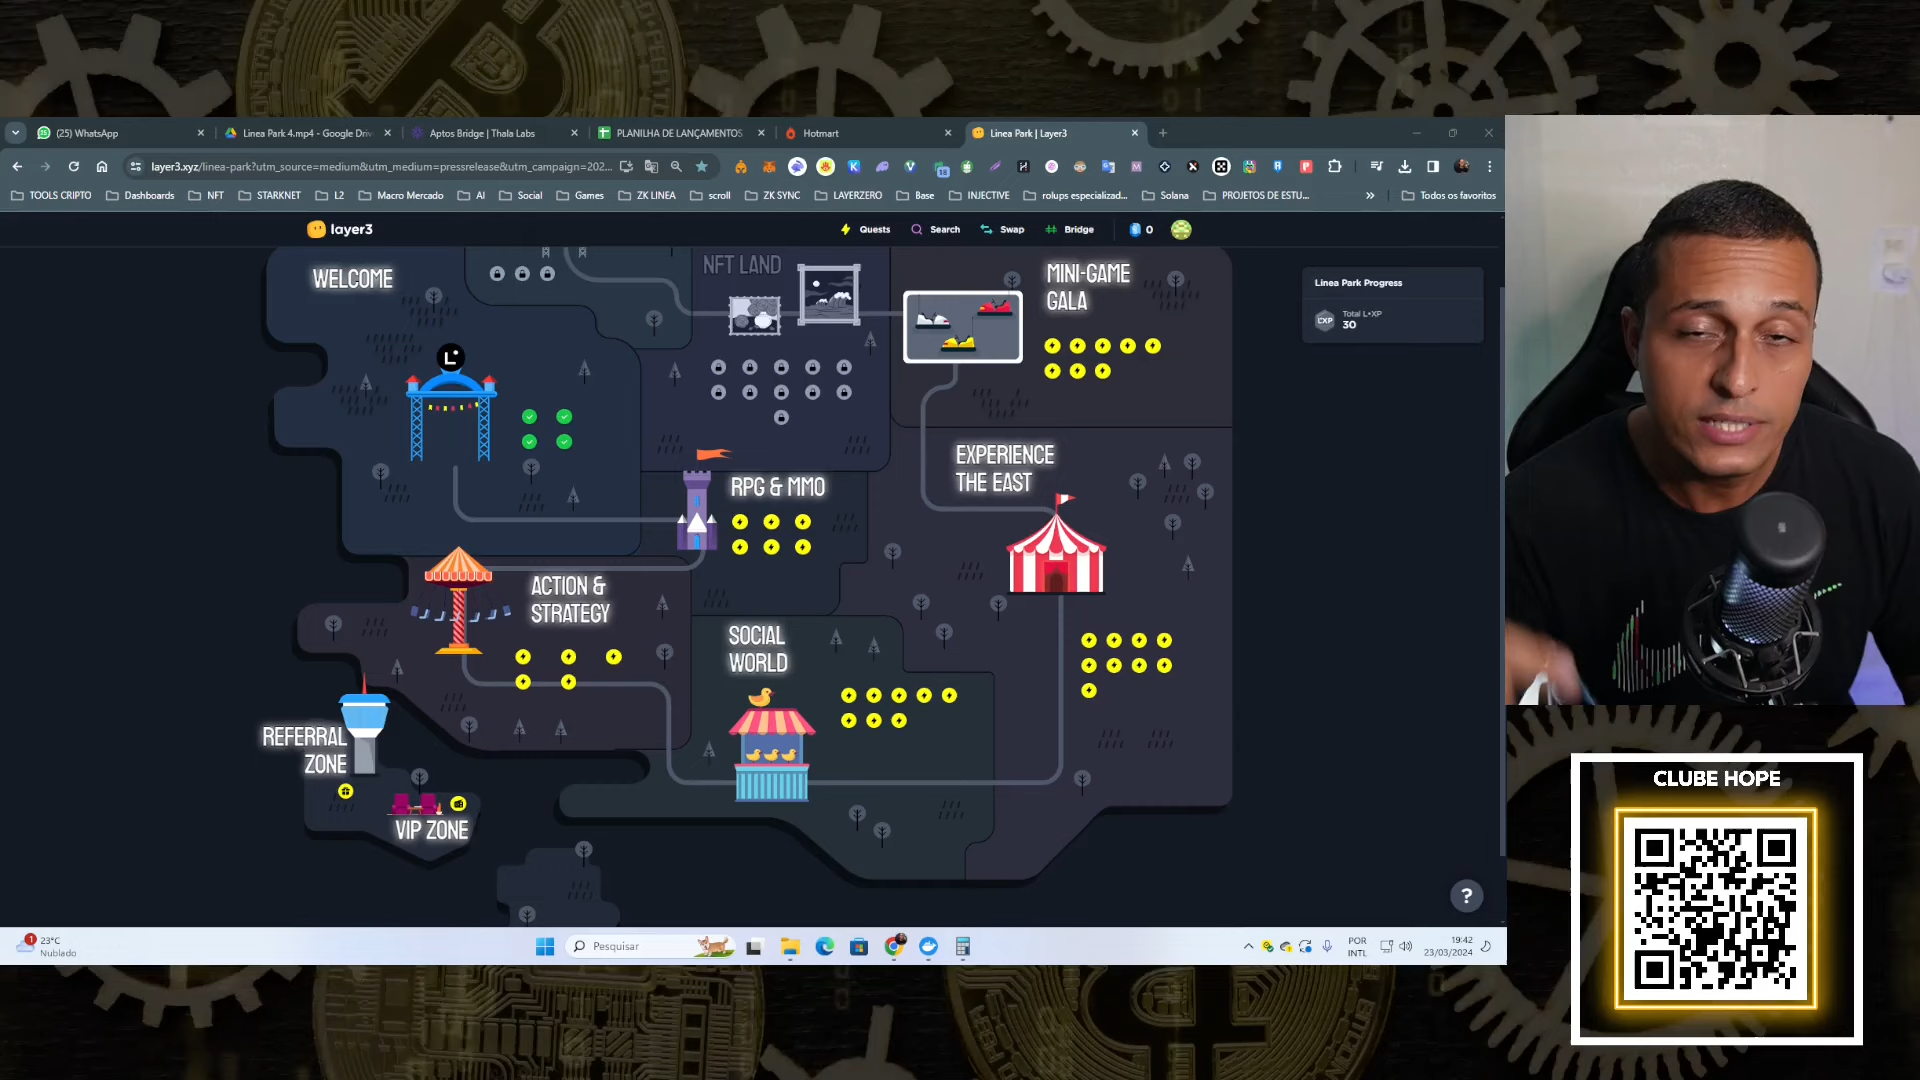 (25) WhatsApp
Linea Park 4.mp4 - Google Driv
Aptos Bridge | Thala Labs
PLANILHA DE LANÇAMENTOS
Hotmart
Linea Park | Layer3
layer3.xyz/linea-park?utm_source=medium&utm_medium=pressrelease&utm_campaign=202...
18
TOOLS CRIPTO
Dashboards
NFT
STARKNET
L2
Macro Mercado
AI
Social
Games
ZK LINEA
scroll
ZK SYNC
LAYERZERO
Base
INJECTIVE
rolups especializad...
Solana
PROJETOS DE ESTU...
»
Todos os favoritos
layer3
Quests
Search
Swap
Bridge
0
WELCOME
NFT LAND
MINI-GAME
GALA
Linea Park Progress
LXP
Total L•XP
30
L
EXPERIENCE
THE EAST
RPG & MMO
ACTION &
STRATEGY
SOCIAL
WORLD
REFERRAL
ZONE
VIP ZONE
?
CLUBE HOPE
1
23°C
Nublado
Pesquisar
POR
INTL
19:42
23/03/2024